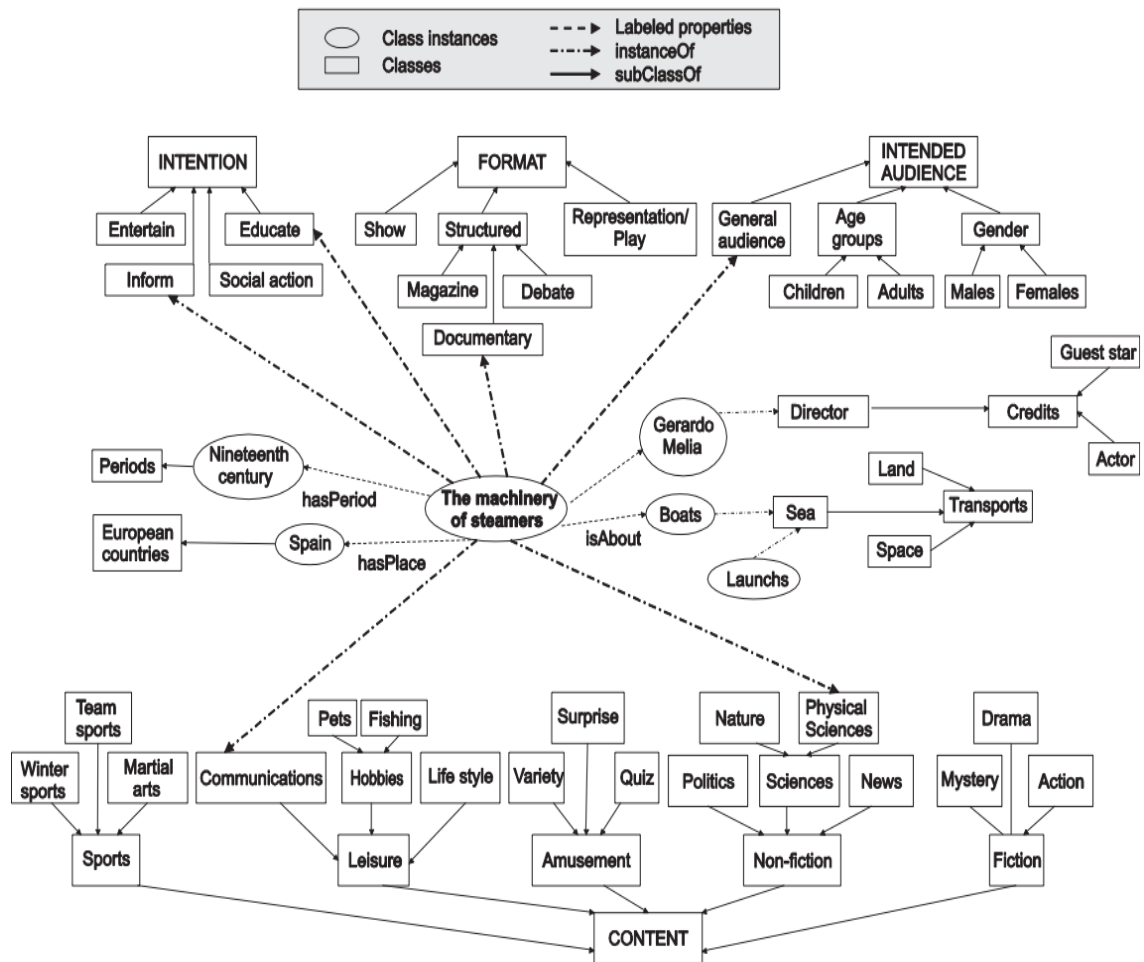 Class instances
Classes
Labeled properties
instanceOf
subClassOf
INTENTION
Entertain
Educate
Inform
Social action
FORMAT
Show
Structured
Representation/
Play
Magazine
Debate
Documentary
INTENDED
AUDIENCE
General
audience
Age
groups
Gender
Children
Adults
Males
Females
Guest star
Gerardo
Melia
Director
Credits
Actor
Periods
Nineteenth
century
hasPeriod
The machinery
of steamers
Boats
isAbout
Sea
Land
Transports
Space
Launchs
European
countries
Spain
hasPlace
Team
sports
Winter
sports
Martial
arts
Sports
Communications
Pets
Fishing
Hobbies
Life style
Leisure
Surprise
Variety
Quiz
Amusement
Nature
Physical
Sciences
Politics
Sciences
News
Non-fiction
Drama
Mystery
Action
Fiction
CONTENT